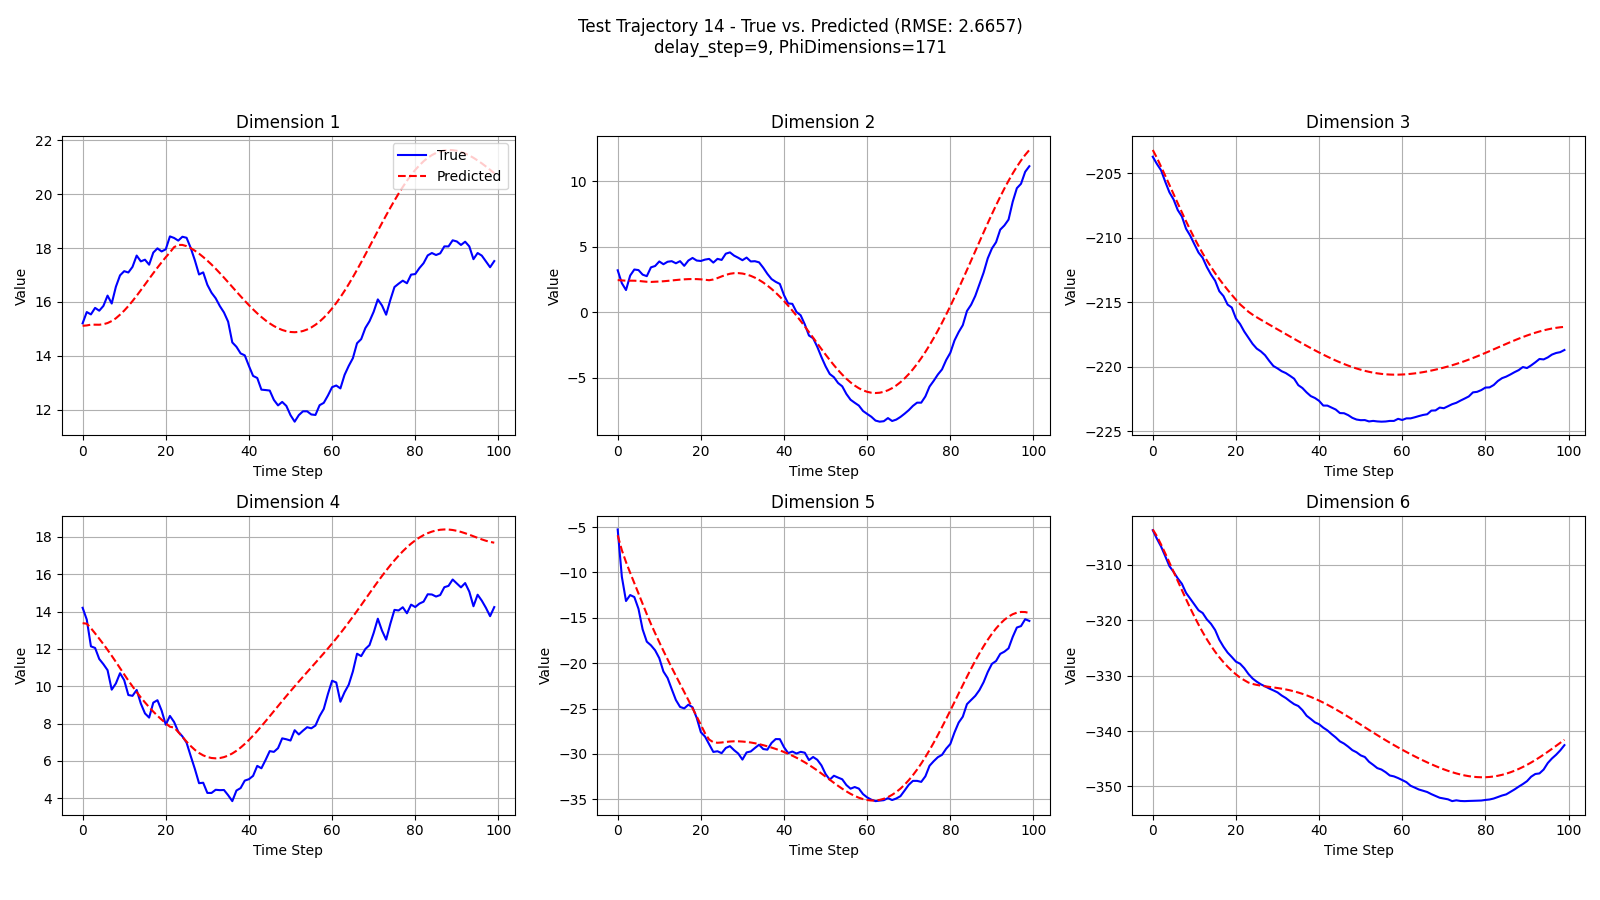 Test Trajectory 14 - True vs. Predicted (RMSE: 2.6657)
delay_step=9, PhiDimensions=171
Dimension 1
22
20
18
16
14
12
Value
0 20 40 60 80 100
Time Step
True
Predicted
Dimension 2
10
5
0
−5
Value
0 20 40 60 80 100
Time Step
Dimension 3
−205
−210
−215
−220
−225
Value
0 20 40 60 80 100
Time Step
Dimension 4
18
16
14
12
10
8
6
4
Value
0 20 40 60 80 100
Time Step
Dimension 5
−5
−10
−15
−20
−25
−30
−35
Value
0 20 40 60 80 100
Time Step
Dimension 6
−310
−320
−330
−340
−350
Value
0 20 40 60 80 100
Time Step